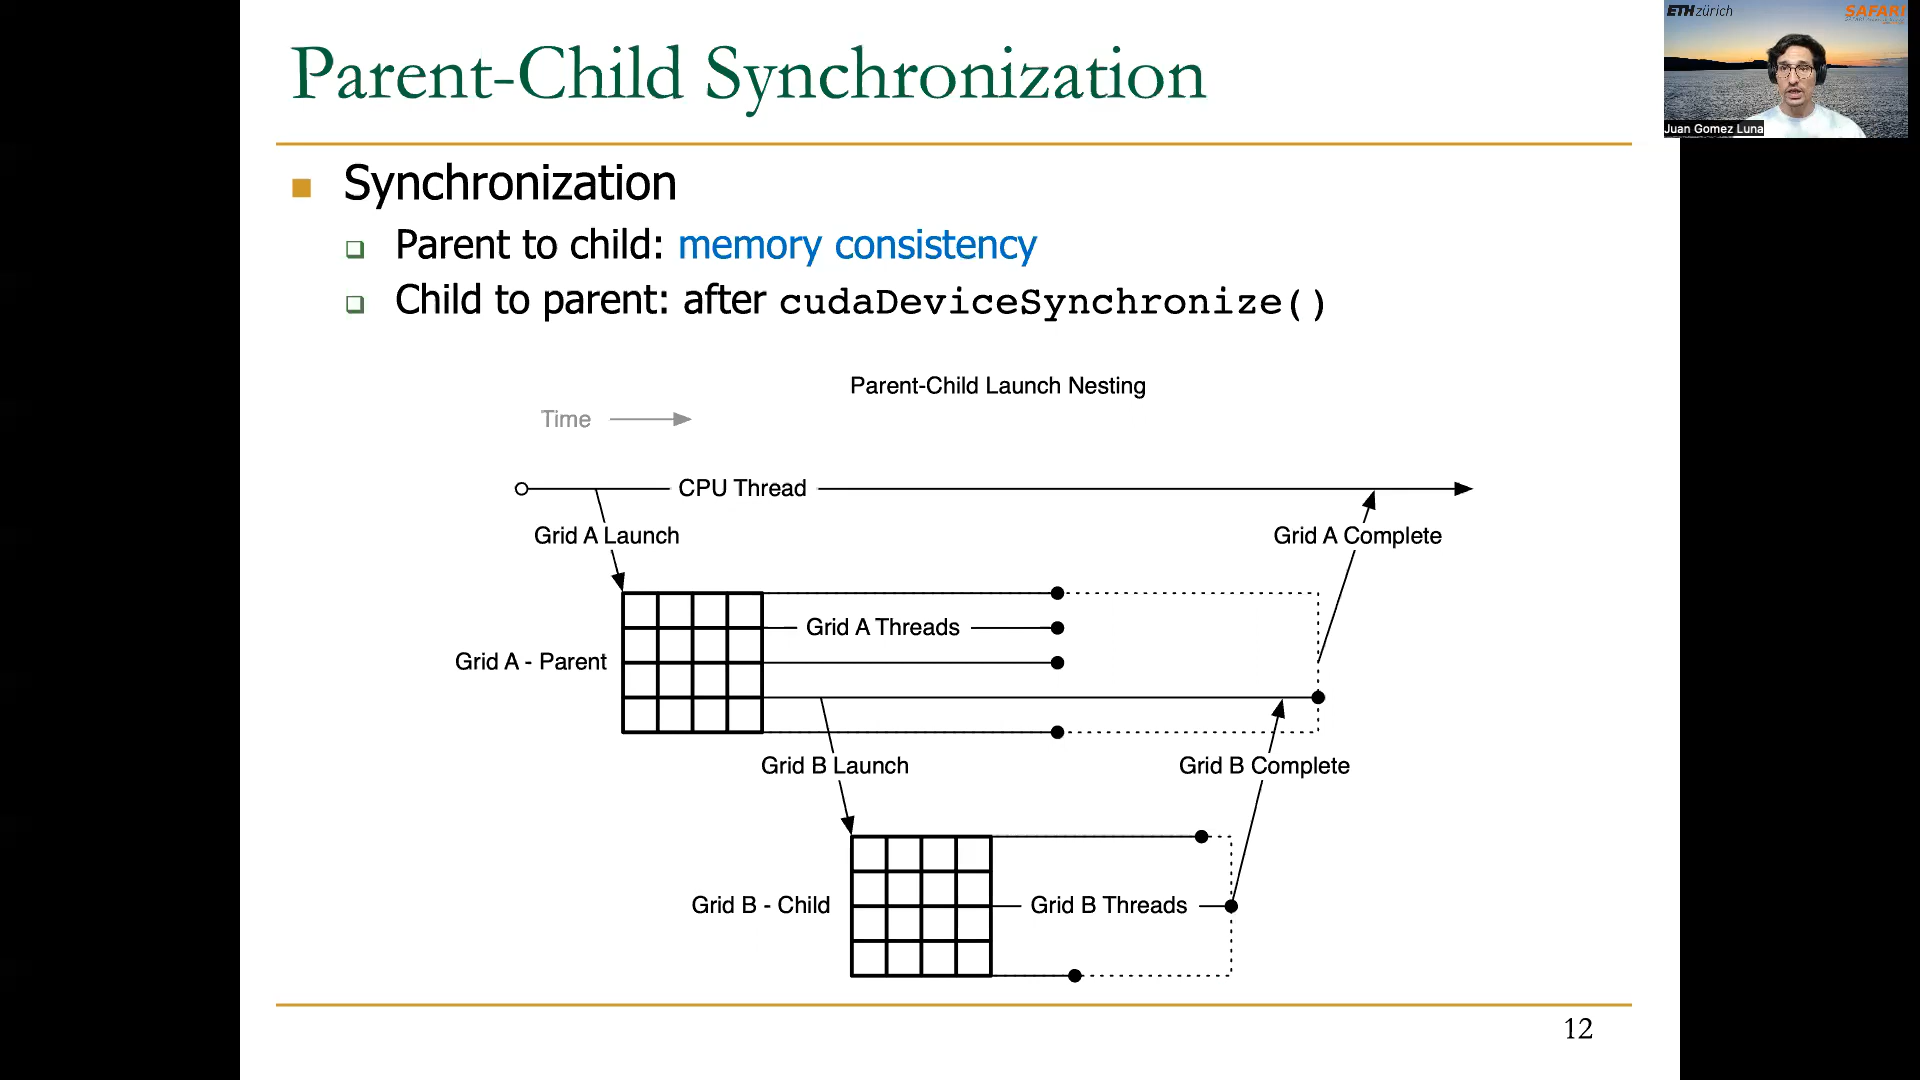 Parent-Child Synchronization
ETH zürich
SAFARI
Juan Gomez Luna
Synchronization
Parent to child: memory consistency
Child to parent: after cudaDeviceSynchronize()
Parent-Child Launch Nesting
Time
CPU Thread
Grid A Launch
Grid A Complete
Grid A Threads
Grid A - Parent
Grid B Launch
Grid B Complete
Grid B - Child
Grid B Threads
12